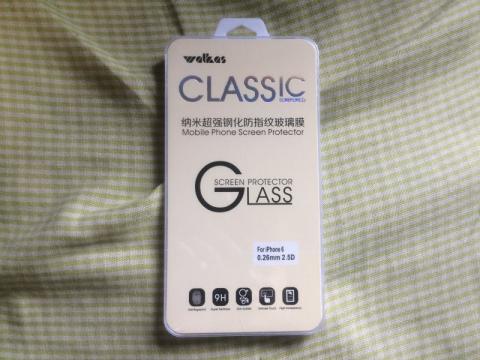 walkas
CLASSIC
纳米超强钢化防指纹玻璃膜
Mobile Phone Screen Protector
SCREEN PROTECTOR
GLASS
For iPhone 6
0.26mm 2.5D
9H